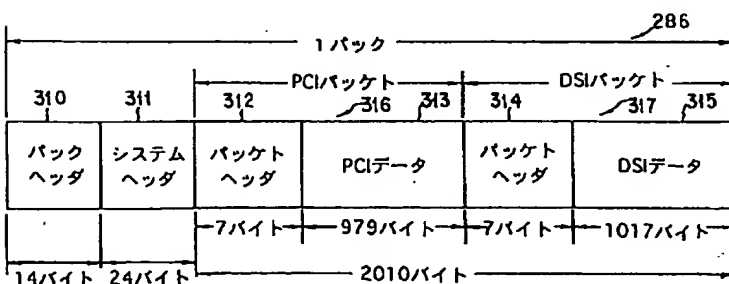 286
1パック
PCIパケット
DSIパケット
310
311
312
316
313
314
317
315
パック
ヘッダ
システム
ヘッダ
パッケト
ヘッダ
PCIデータ
パッケト
ヘッダ
DSIデータ
7バイト
979バイト
7バイト
1017バイト
14バイト
24バイト
2010バイト